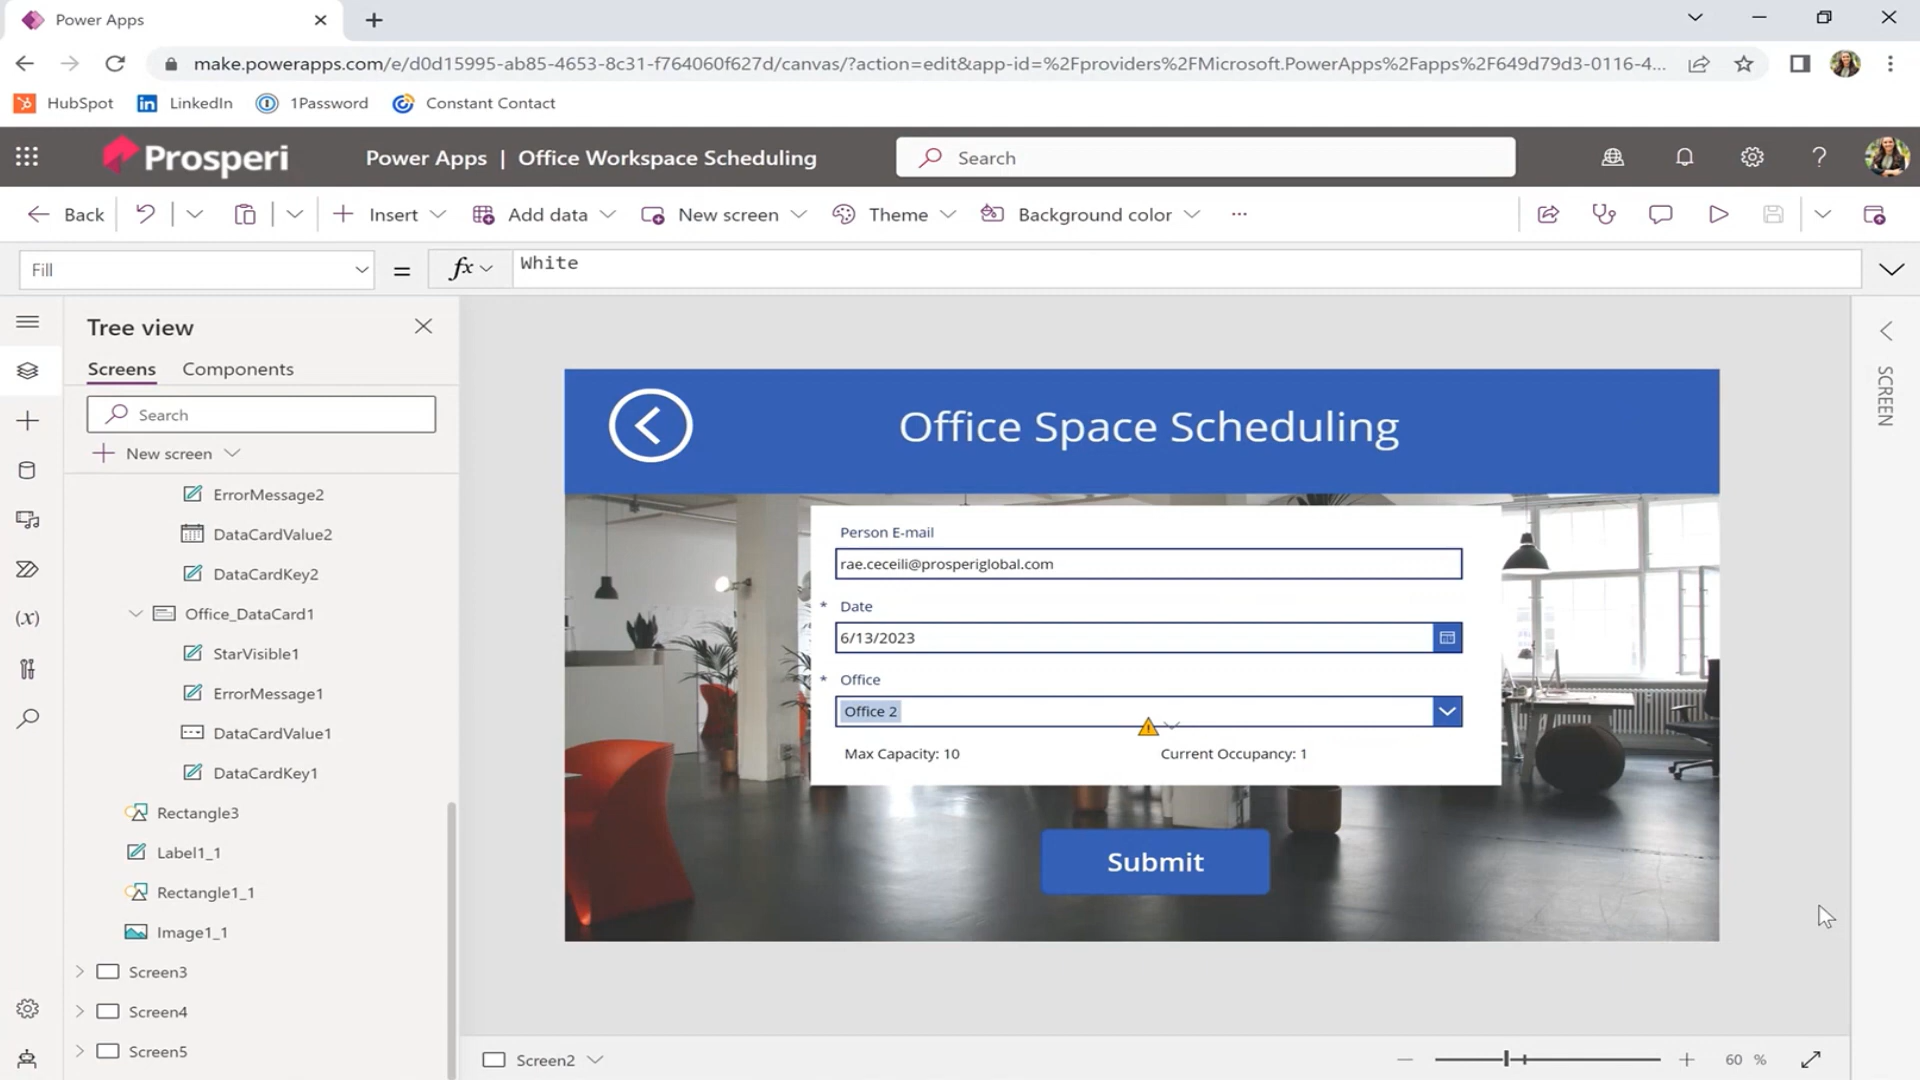 Power Apps
make.powerapps.com/e/d0d15995-ab85-4653-8c31-f764060f627d/canvas/?action=edit&app-id=%2Fproviders%2FMicrosoft.PowerApps%2Fapps%2F649d79d3-0116-4...
HubSpot LinkedIn 1Password Constant Contact
Prosperi Power Apps | Office Workspace Scheduling Search
Back Insert Add data New screen Theme Background color ...
Fill = fx White
Tree view
Screens Components
Search
New screen
ErrorMessage2
DataCardValue2
DataCardKey2
Office_DataCard1
StarVisible1
ErrorMessage1
DataCardValue1
DataCardKey1
Rectangle3
Label1_1
Rectangle1_1
Image1_1
Screen3
Screen4
Screen5
Office Space Scheduling
Person E-mail
rae.ceceili@prosperiglobal.com
* Date
6/13/2023
* Office
Office 2
Max Capacity: 10 Current Occupancy: 1
Submit
SCREEN
Screen2 60 %